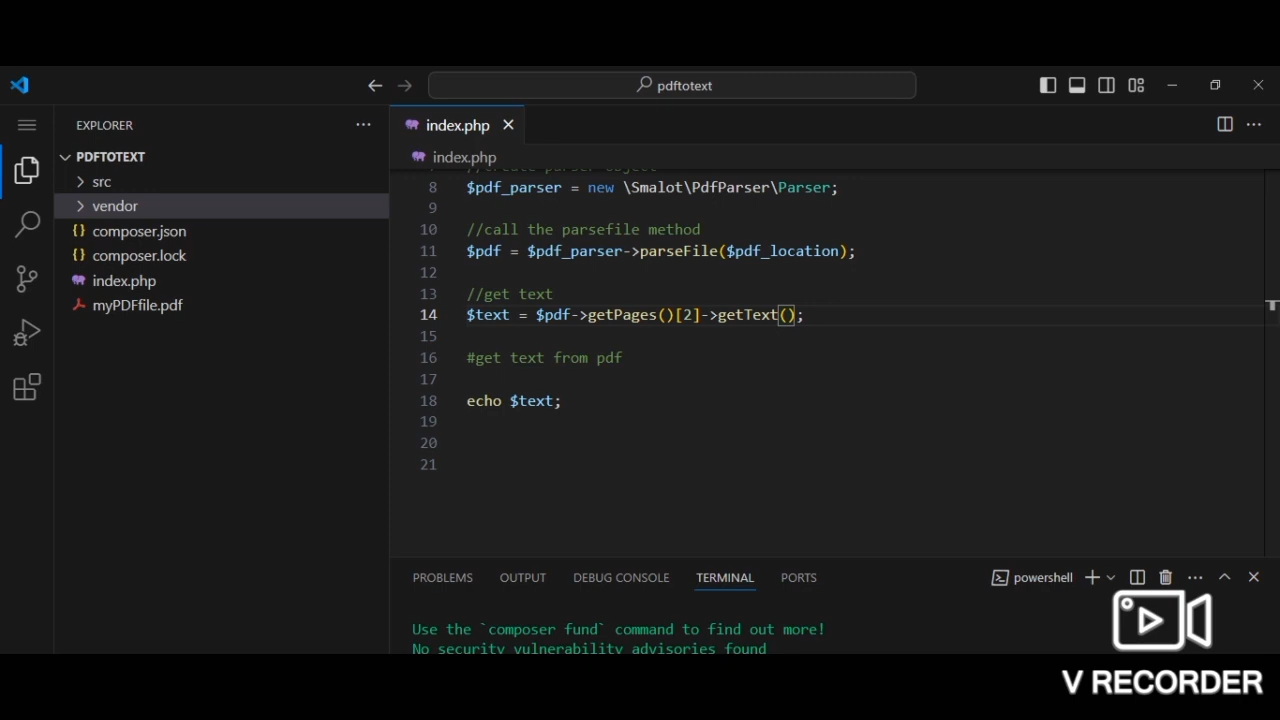 pdftotext
EXPLORER
index.php
PDFTOTEXT
index.php
src
//create parser object
8 $pdf_parser = new \Smalot\PdfParser\Parser;
vendor
9
composer.json
10 //call the parsefile method
11 $pdf = $pdf_parser->parseFile($pdf_location);
composer.lock
12
index.php
13 //get text
myPDFfile.pdf
14 $text = $pdf->getPages()[2]->getText();
15
16 #get text from pdf
17
18 echo $text;
19
20
21
PROBLEMS OUTPUT DEBUG CONSOLE TERMINAL PORTS powershell
Use the `composer fund` command to find out more!
No security vulnerability advisories found
V RECORDER